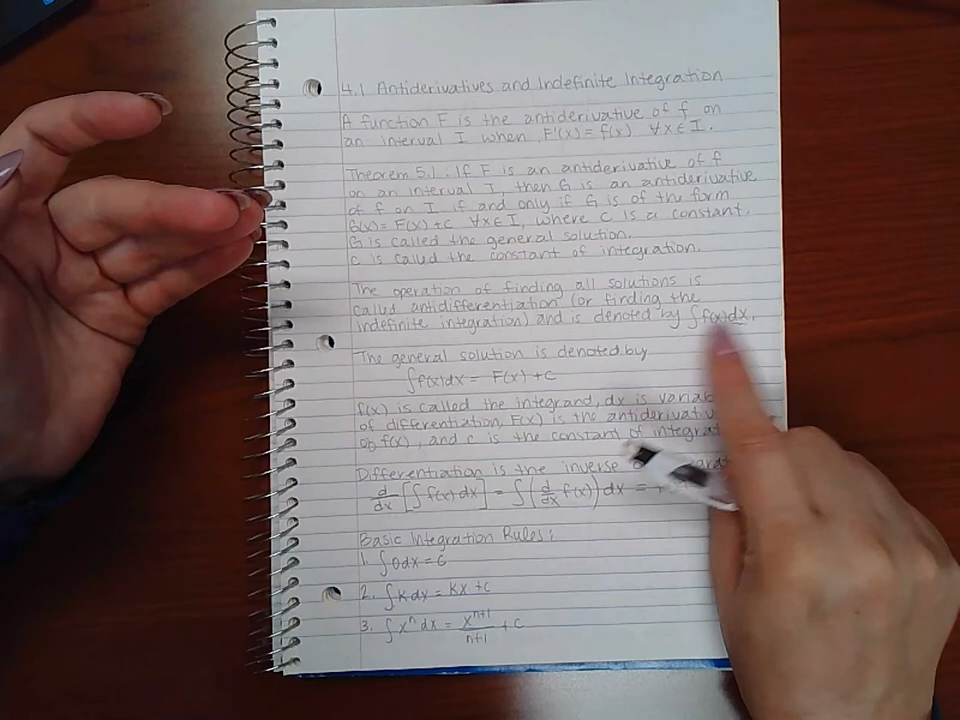 4.1 Antiderivatives and Indefinite Integration
A function F is the antiderivative of f on
an interval I when F'(x) = f(x) ∀x∈I.
Theorem 5.1: If F is an antiderivative of f
on an interval I, then G is an antiderivative
of f on I if and only if G is of the form
G(x) = F(x) + C ∀x∈I, where C is a constant.
G is called the general solution.
C is called the constant of integration.
The operation of finding all solutions is
called antidifferentiation (or finding the
indefinite integration) and is denoted by ∫f(x)dx.
The general solution is denoted by
∫f(x)dx = F(x) + C
f(x) is called the integrand, dx is
of differentiation, F(x) is the
of f(x), and C is the constant of
Differentiation is the inverse
d/dx [∫f(x)dx] = ∫(d/dx f(x))dx =
Basic Integration Rules:
1. ∫0dx = C
2. ∫kdx = kx + C
3. ∫xⁿdx = xⁿ⁺¹/n+1 + C